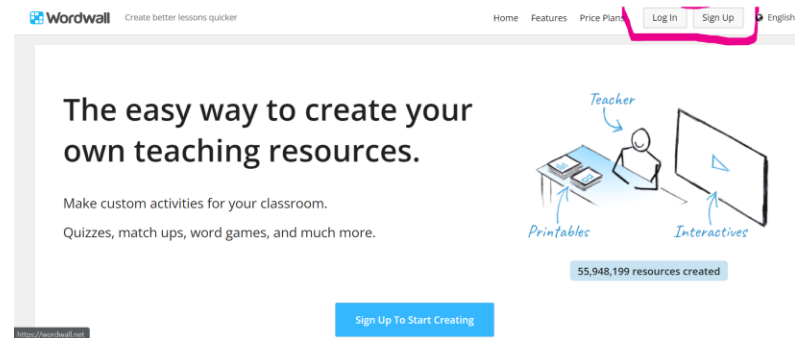 Wordwall Create better lessons quicker Home Features Price Plans Log In Sign Up English
The easy way to create your
own teaching resources.
Make custom activities for your classroom.
Quizzes, match ups, word games, and much more.
Teacher
Printables Interactives
55,948,199 resources created
Sign Up To Start Creating
https://wordwall.net